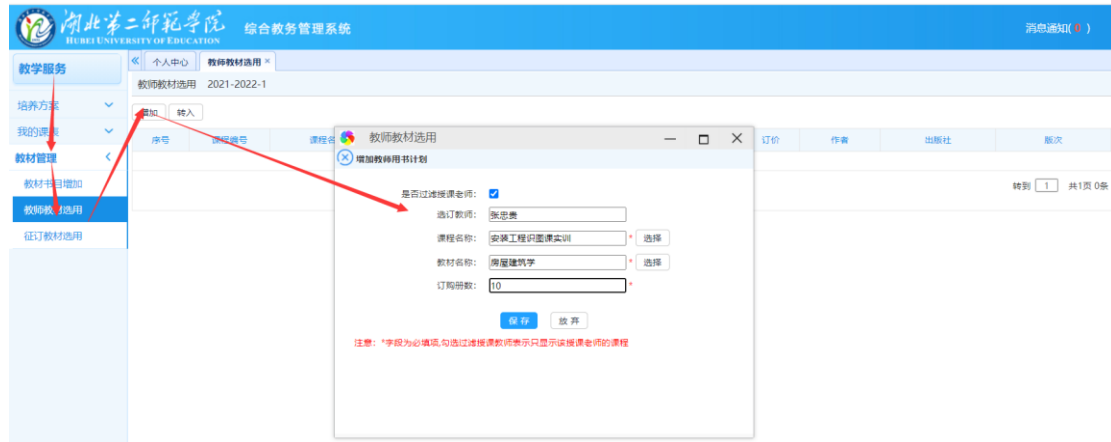 湖北第二师范学院 综合教务管理系统 消息通知( 0 )
HUBEI UNIVERSITY OF EDUCATION
教学服务
培养方案
我的课表
教材管理
教材书目增加
教师教材选用
征订教材选用
个人中心 教师教材选用 ×
教师教材选用 2021-2022-1
增加 转入
序号 课程编号 课程名 订价 作者 出版社 版次
转到 1 共1页 0条
教师教材选用
增加教师用书计划
是否过滤授课老师:
选订教师: 张忠贵
课程名称: 安装工程识图课实训 * 选择
教材名称: 房屋建筑学 * 选择
订购册数: 10 *
保存 放弃
注意: *字段为必填项,勾选过滤授课教师表示只显示该授课老师的课程